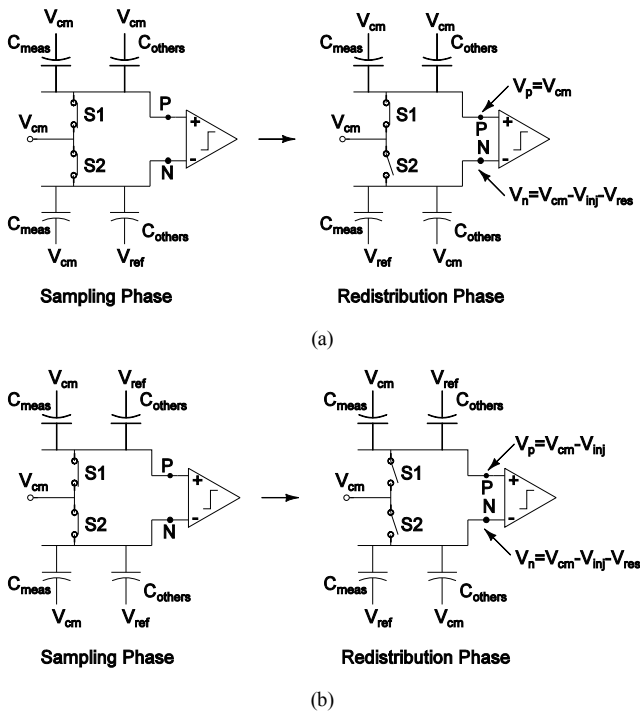 Vcm Vcm Vcm Vcm
Cmeas Cothers Cmeas Cothers
Vp=Vcm
Vcm S1 P + Vcm S1 P +
S2 N - S2 N -
Vn=Vcm-Vinj-Vres
Cmeas Cothers Cmeas Cothers
Vcm Vref Vref Vcm
Sampling Phase Redistribution Phase
(a)
Vcm Vref Vcm Vref
Cmeas Cothers Cmeas Cothers
Vp=Vcm-Vinj
Vcm S1 P + Vcm S1 P +
S2 N - S2 N -
Vn=Vcm-Vinj-Vres
Cmeas Cothers Cmeas Cothers
Vcm Vref Vref Vcm
Sampling Phase Redistribution Phase
(b)